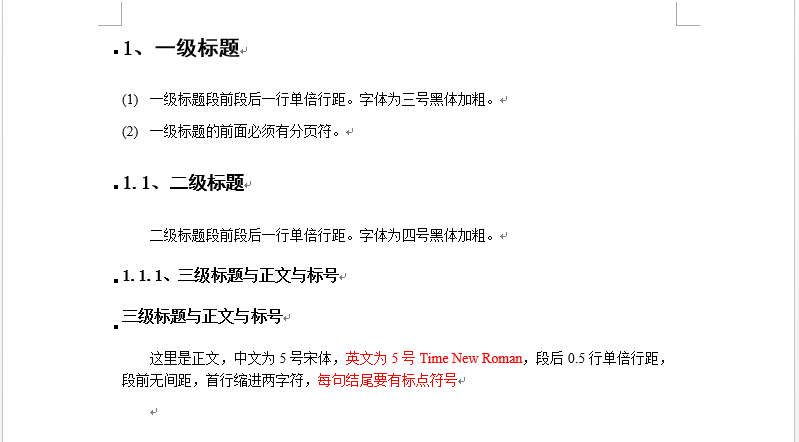 1、一级标题
(1) 一级标题段前段后一行单倍行距。字体为三号黑体加粗。
(2) 一级标题的前面必须有分页符。
1.1、二级标题
二级标题段前段后一行单倍行距。字体为四号黑体加粗。
1.1.1、三级标题与正文与标号
三级标题与正文与标号
这里是正文，中文为 5 号宋体，英文为 5 号 Time New Roman，段后 0.5 行单倍行距，
段前无间距，首行缩进两字符，每句结尾要有标点符号